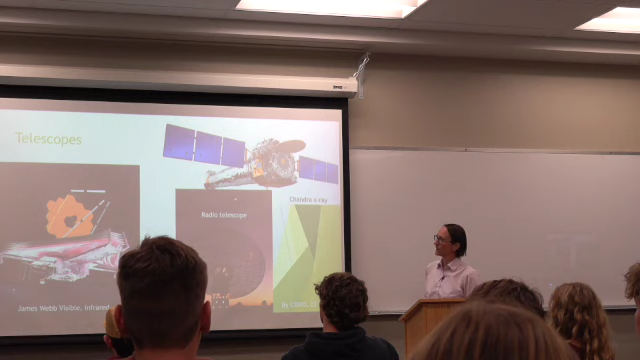 Telescopes
Chandra x-ray
Radio telescope
James Webb Visible, Infrared